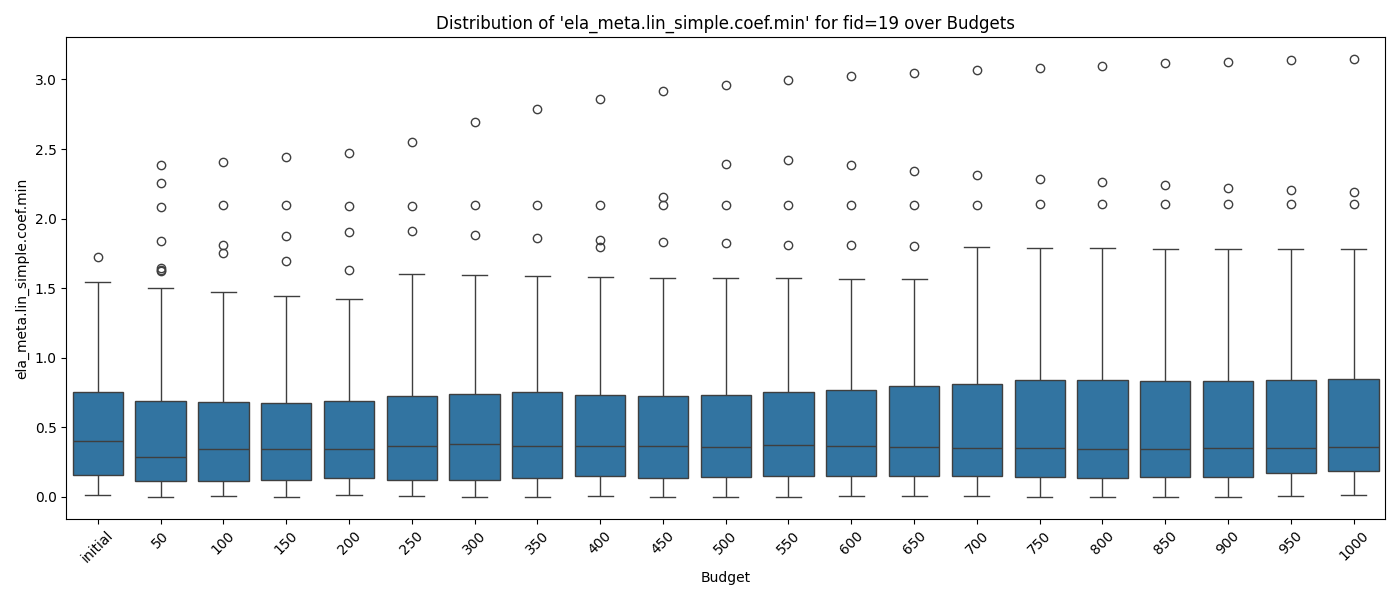 Distribution of 'ela_meta.lin_simple.coef.min' for fid=19 over Budgets
ela_meta.lin_simple.coef.min
3.0
2.5
2.0
1.5
1.0
0.5
0.0
initial 50 100 150 200 250 300 350 400 450 500 550 600 650 700 750 800 850 900 950 1000
Budget